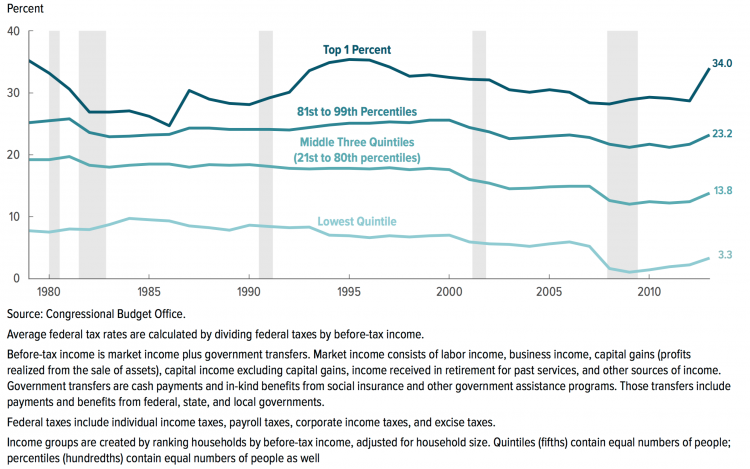 Percent
40
30
20
10
0
Top 1 Percent
34.0
81st to 99th Percentiles
23.2
Middle Three Quintiles
(21st to 80th percentiles)
13.8
Lowest Quintile
3.3
1980 1985 1990 1995 2000 2005 2010
Source: Congressional Budget Office.
Average federal tax rates are calculated by dividing federal taxes by before-tax income.
Before-tax income is market income plus government transfers. Market income consists of labor income, business income, capital gains (profits
realized from the sale of assets), capital income excluding capital gains, income received in retirement for past services, and other sources of income.
Government transfers are cash payments and in-kind benefits from social insurance and other government assistance programs. Those transfers include
payments and benefits from federal, state, and local governments.
Federal taxes include individual income taxes, payroll taxes, corporate income taxes, and excise taxes.
Income groups are created by ranking households by before-tax income, adjusted for household size. Quintiles (fifths) contain equal numbers of people;
percentiles (hundredths) contain equal numbers of people as well